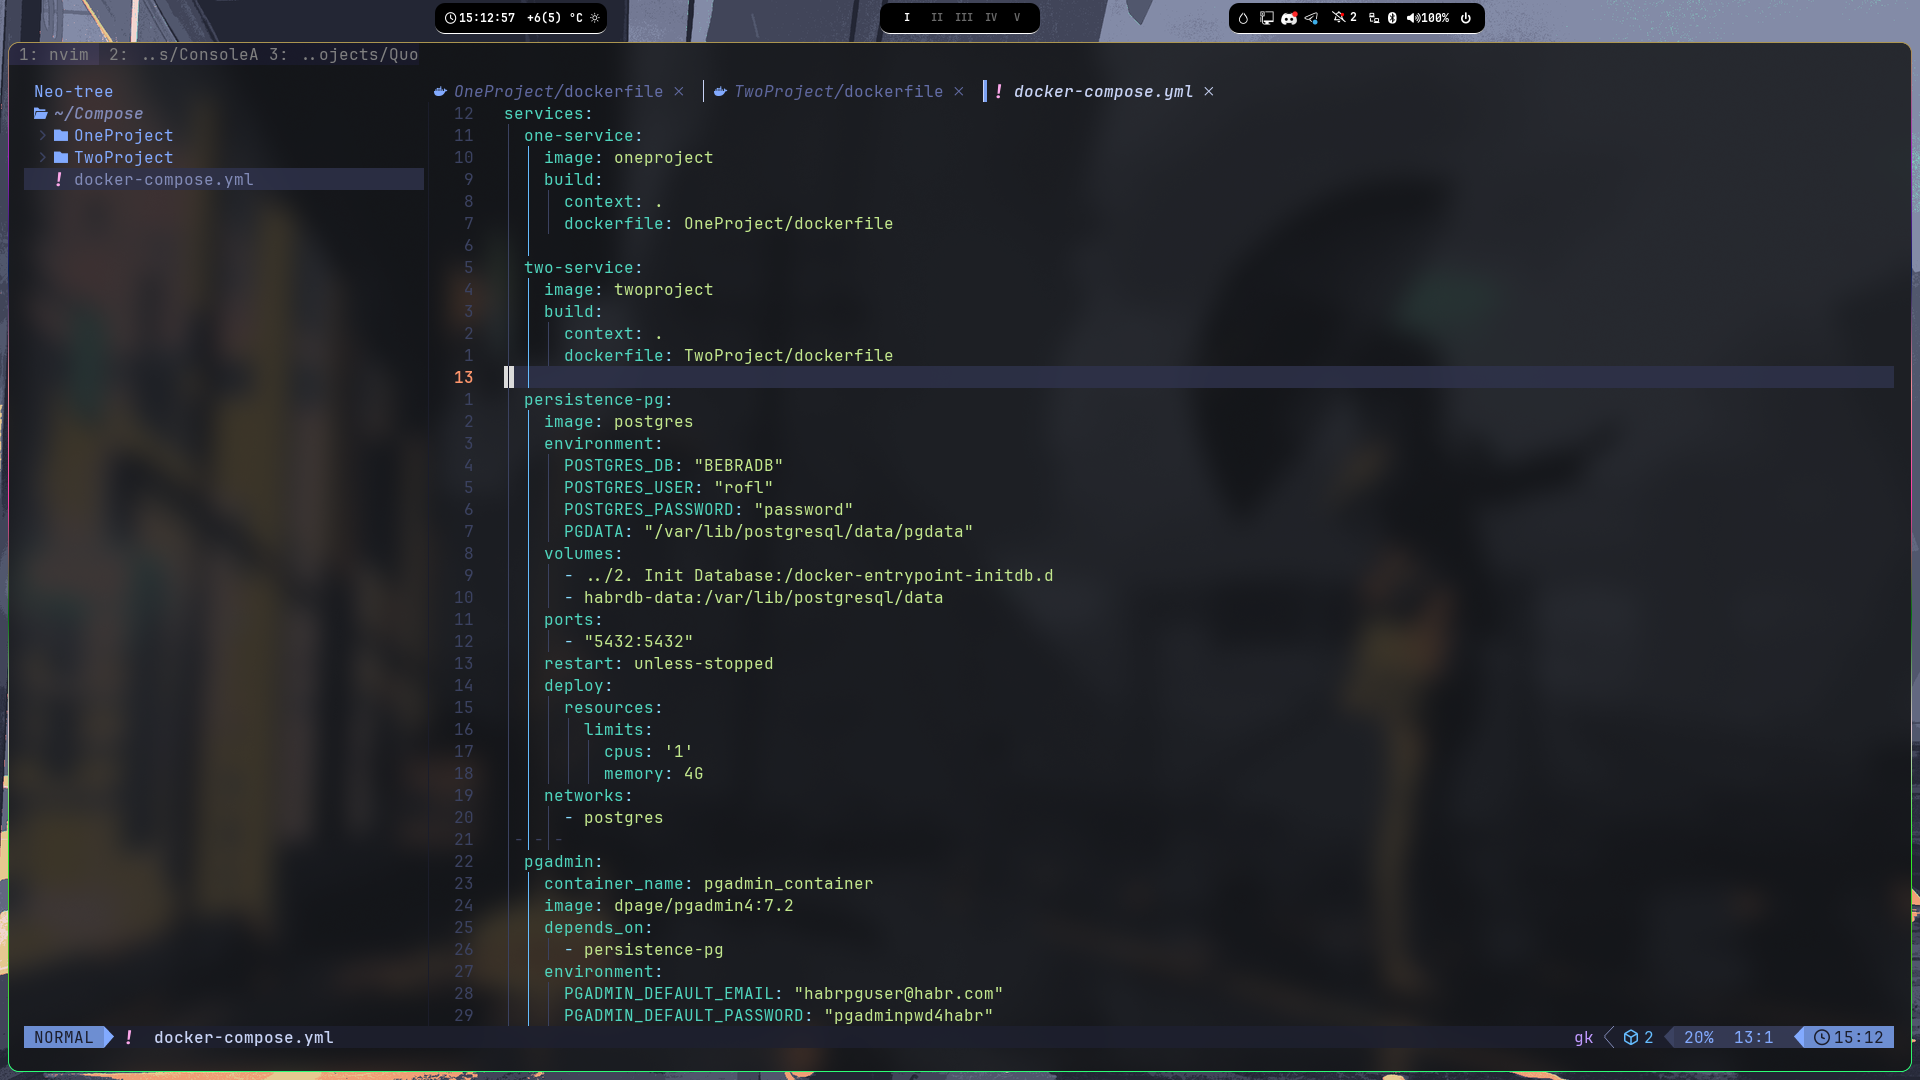 15:12:57 +6(5) °C
I II III IV V
2 100%
1: nvim 2: ..s/ConsoleA 3: ..ojects/Quo
Neo-tree
~/Compose
OneProject
TwoProject
! docker-compose.yml
OneProject/dockerfile × TwoProject/dockerfile × ! docker-compose.yml ×
12 services:
11 one-service:
10 image: oneproject
9 build:
8 context: .
7 dockerfile: OneProject/dockerfile
6
5 two-service:
4 image: twoproject
3 build:
2 context: .
1 dockerfile: TwoProject/dockerfile
13
1 persistence-pg:
2 image: postgres
3 environment:
4 POSTGRES_DB: "BEBRADB"
5 POSTGRES_USER: "rofl"
6 POSTGRES_PASSWORD: "password"
7 PGDATA: "/var/lib/postgresql/data/pgdata"
8 volumes:
9 - ../2. Init Database:/docker-entrypoint-initdb.d
10 - habrdb-data:/var/lib/postgresql/data
11 ports:
12 - "5432:5432"
13 restart: unless-stopped
14 deploy:
15 resources:
16 limits:
17 cpus: '1'
18 memory: 4G
19 networks:
20 - postgres
21 - - -
22 pgadmin:
23 container_name: pgadmin_container
24 image: dpage/pgadmin4:7.2
25 depends_on:
26 - persistence-pg
27 environment:
28 PGADMIN_DEFAULT_EMAIL: "habrpguser@habr.com"
29 PGADMIN_DEFAULT_PASSWORD: "pgadminpwd4habr"
NORMAL ! docker-compose.yml gk 2 20% 13:1 15:12